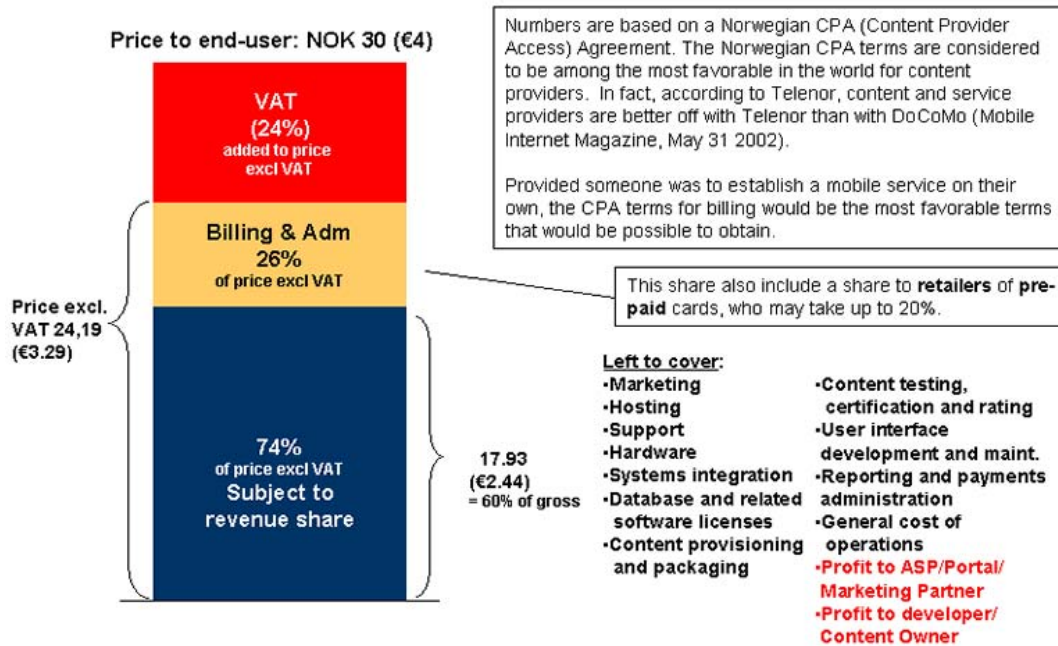 Price to end-user: NOK 30 (€4)
VAT
(24%)
added to price
excl VAT
Billing & Adm
26%
of price excl VAT
Price excl.
VAT 24,19
(€3.29)
74%
of price excl VAT
Subject to
revenue share
17.93
(€2.44)
= 60% of gross
Numbers are based on a Norwegian CPA (Content Provider
Access) Agreement. The Norwegian CPA terms are considered
to be among the most favorable in the world for content
providers. In fact, according to Telenor, content and service
providers are better off with Telenor than with DoCoMo (Mobile
Internet Magazine, May 31 2002).
Provided someone was to establish a mobile service on their
own, the CPA terms for billing would be the most favorable terms
that would be possible to obtain.
This share also include a share to retailers of pre-
paid cards, who may take up to 20%.
Left to cover:
•Marketing
•Hosting
•Support
•Hardware
•Systems integration
•Database and related
software licenses
•Content provisioning
and packaging
•Content testing,
certification and rating
•User interface
development and maint.
•Reporting and payments
administration
•General cost of
operations
•Profit to ASP/Portal/
Marketing Partner
•Profit to developer/
Content Owner